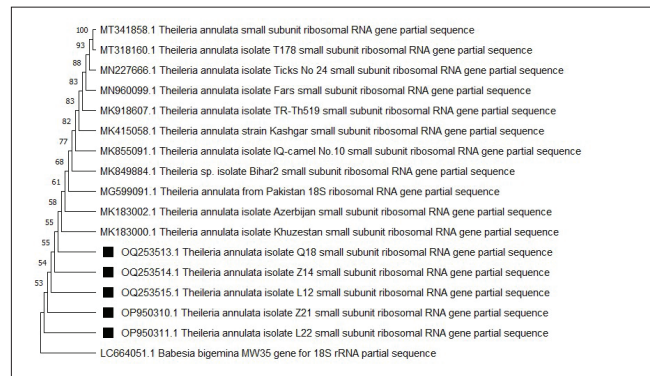 100
MT341858.1 Theileria annulata small subunit ribosomal RNA gene partial sequence
93
MT318160.1 Theileria annulata isolate T178 small subunit ribosomal RNA gene partial sequence
88
MN227666.1 Theileria annulata isolate Ticks No 24 small subunit ribosomal RNA gene partial sequence
83
MN960099.1 Theileria annulata isolate Fars small subunit ribosomal RNA gene partial sequence
83
MK918607.1 Theileria annulata isolate TR-Th519 small subunit ribosomal RNA gene partial sequence
82
MK415058.1 Theileria annulata strain Kashgar small subunit ribosomal RNA gene partial sequence
77
MK855091.1 Theileria annulata isolate IQ-camel No.10 small subunit ribosomal RNA gene partial sequence
68
MK849884.1 Theileria sp. isolate Bihar2 small subunit ribosomal RNA gene partial sequence
61
MG599091.1 Theileria annulata from Pakistan 18S ribosomal RNA gene partial sequence
58
MK183002.1 Theileria annulata isolate Azerbijan small subunit ribosomal RNA gene partial sequence
55
MK183000.1 Theileria annulata isolate Khuzestan small subunit ribosomal RNA gene partial sequence
55
OQ253513.1 Theileria annulata isolate Q18 small subunit ribosomal RNA gene partial sequence
54
OQ253514.1 Theileria annulata isolate Z14 small subunit ribosomal RNA gene partial sequence
53
OQ253515.1 Theileria annulata isolate L12 small subunit ribosomal RNA gene partial sequence
OP950310.1 Theileria annulata isolate Z21 small subunit ribosomal RNA gene partial sequence
OP950311.1 Theileria annulata isolate L22 small subunit ribosomal RNA gene partial sequence
LC664051.1 Babesia bigemina MW35 gene for 18S rRNA partial sequence